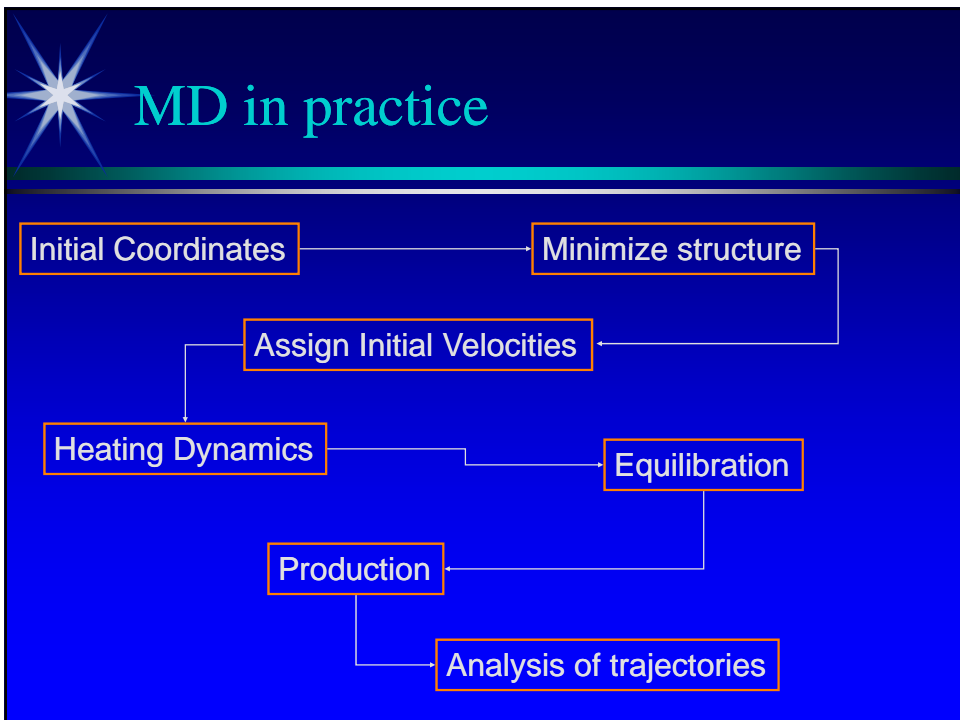 MD in practice
Initial Coordinates
Minimize structure
Assign Initial Velocities
Heating Dynamics
Equilibration
Production
Analysis of trajectories